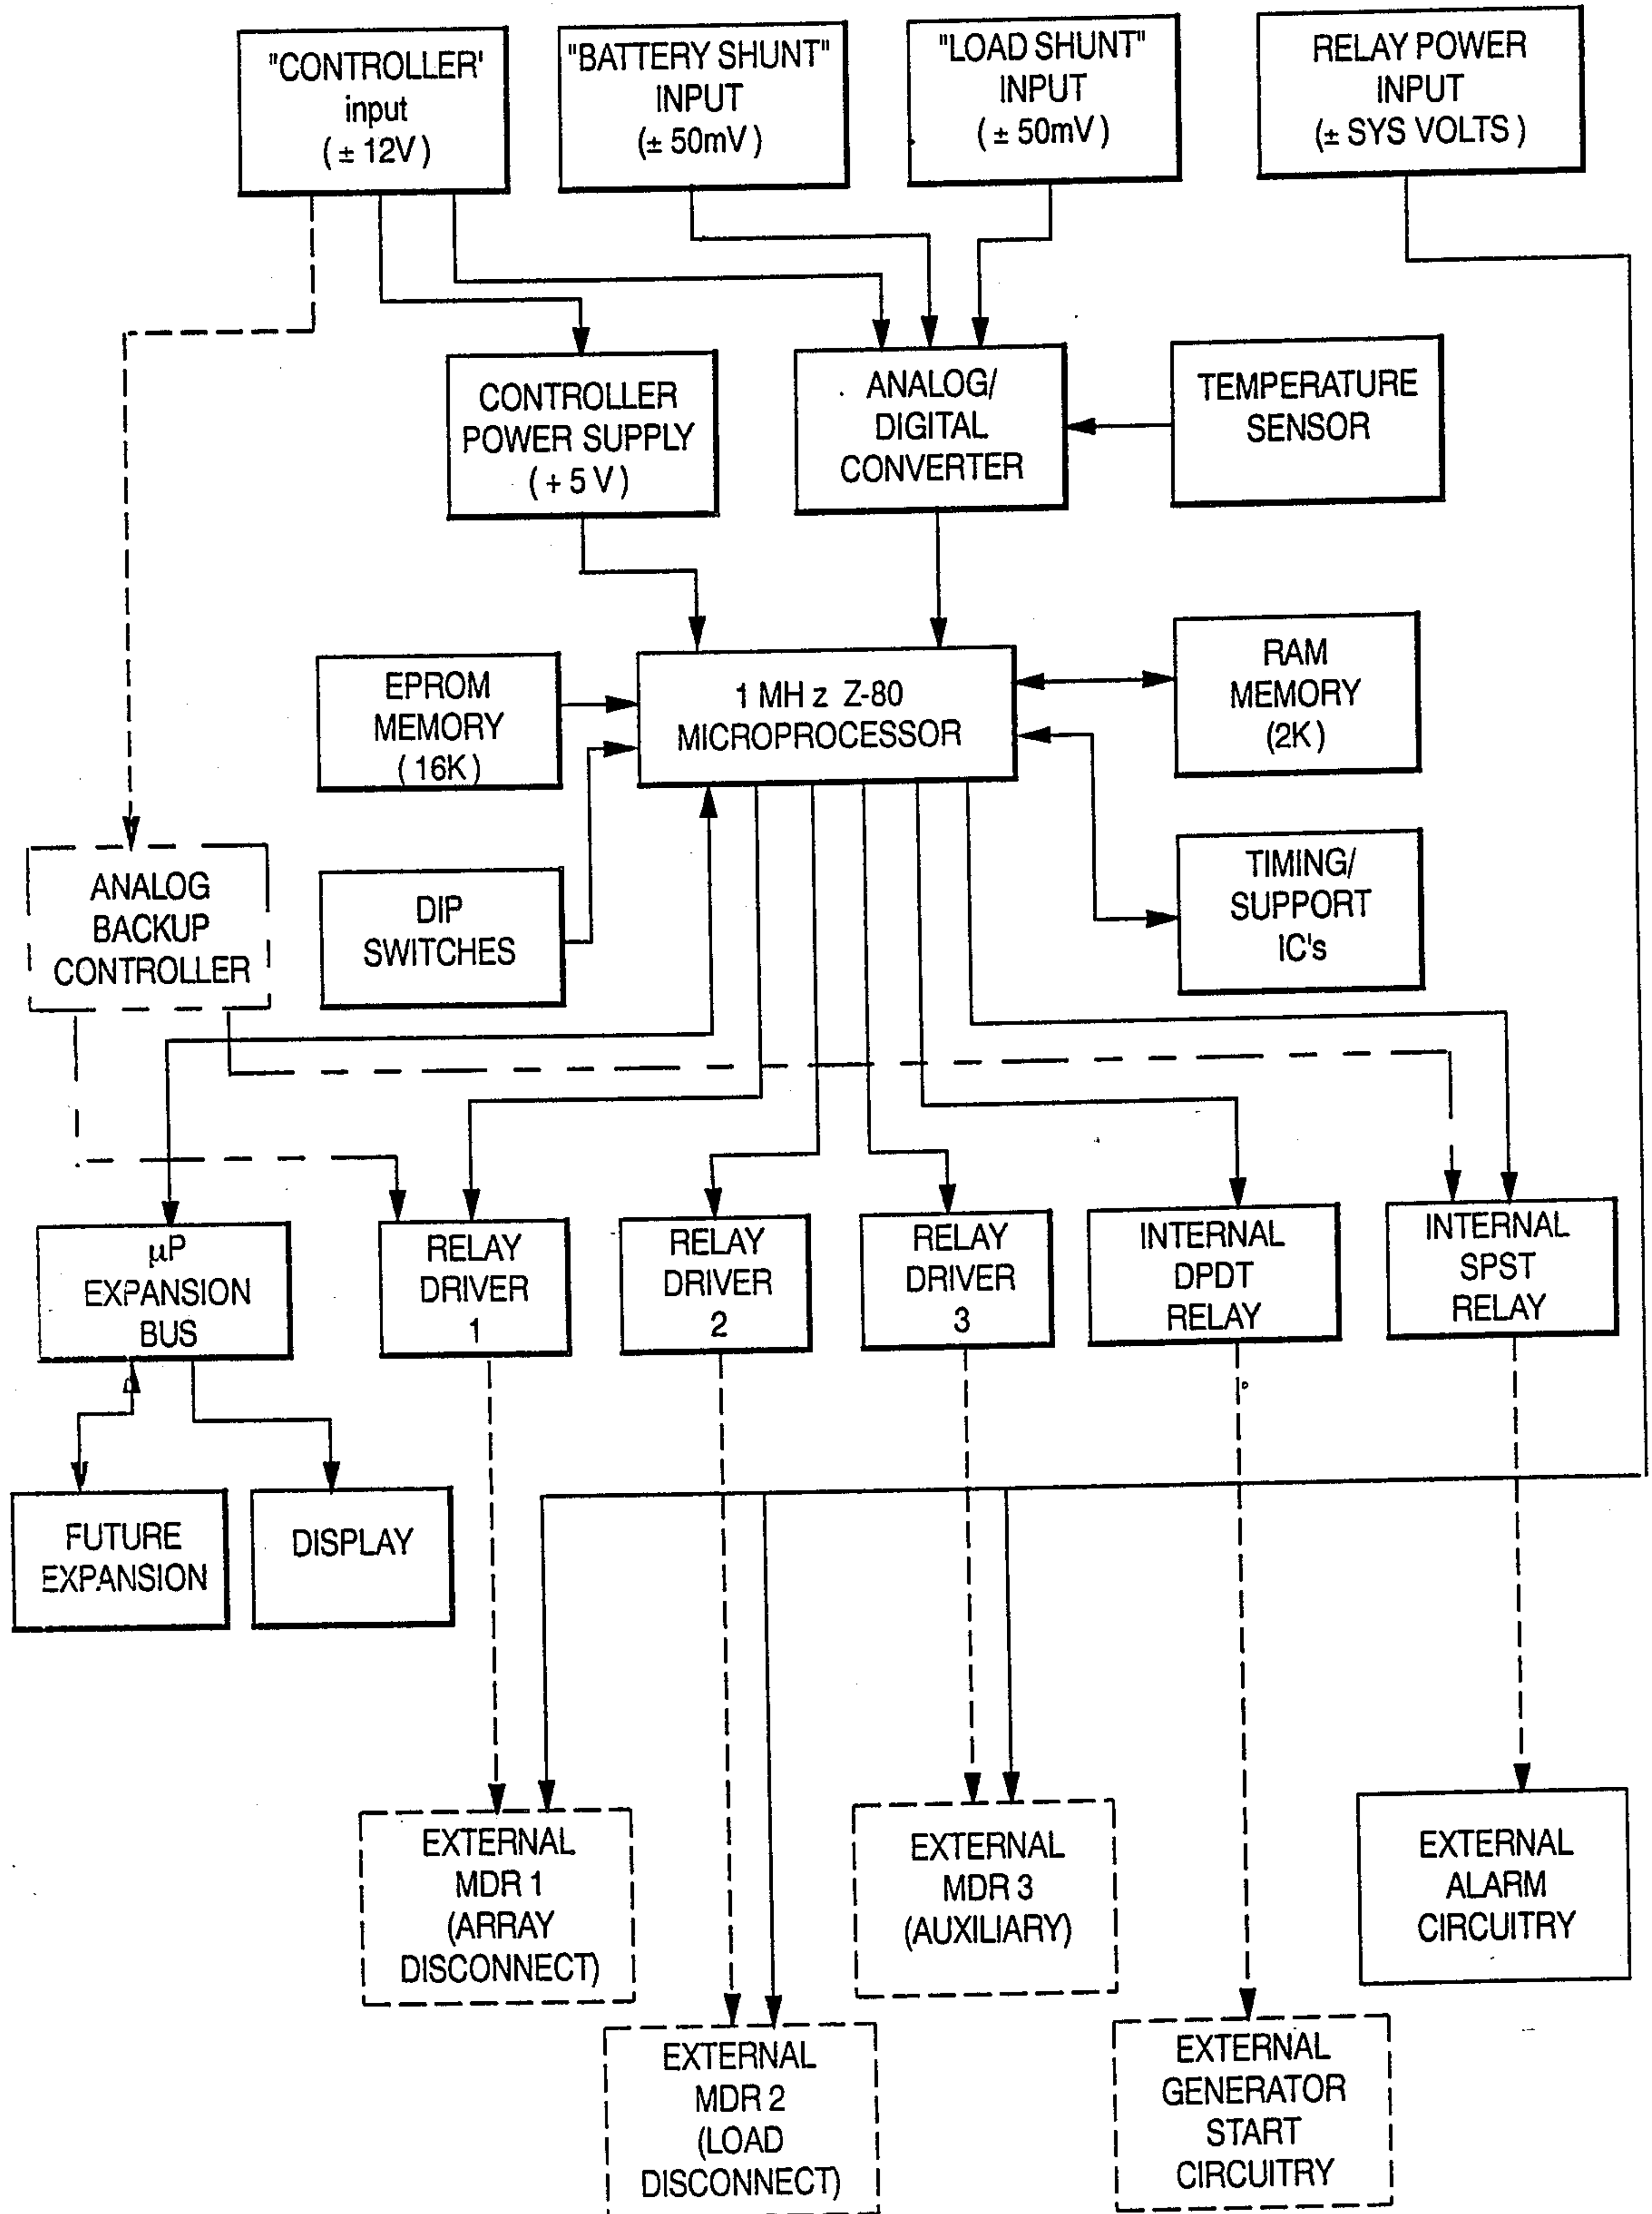 "CONTROLLER'
input
(± 12V)
"BATTERY SHUNT"
INPUT
(± 50mV)
"LOAD SHUNT"
INPUT
(± 50mV)
RELAY POWER
INPUT
(± SYS VOLTS)
CONTROLLER
POWER SUPPLY
(+ 5 V)
ANALOG/
DIGITAL
CONVERTER
TEMPERATURE
SENSOR
EPROM
MEMORY
(16K)
1 MHz Z-80
MICROPROCESSOR
RAM
MEMORY
(2K)
ANALOG
BACKUP
CONTROLLER
DIP
SWITCHES
TIMING/
SUPPORT
IC's
µP
EXPANSION
BUS
RELAY
DRIVER
1
RELAY
DRIVER
2
RELAY
DRIVER
3
INTERNAL
DPDT
RELAY
INTERNAL
SPST
RELAY
FUTURE
EXPANSION
DISPLAY
EXTERNAL
MDR 1
(ARRAY
DISCONNECT)
EXTERNAL
MDR 3
(AUXILIARY)
EXTERNAL
ALARM
CIRCUITRY
EXTERNAL
MDR 2
(LOAD
DISCONNECT)
EXTERNAL
GENERATOR
START
CIRCUITRY